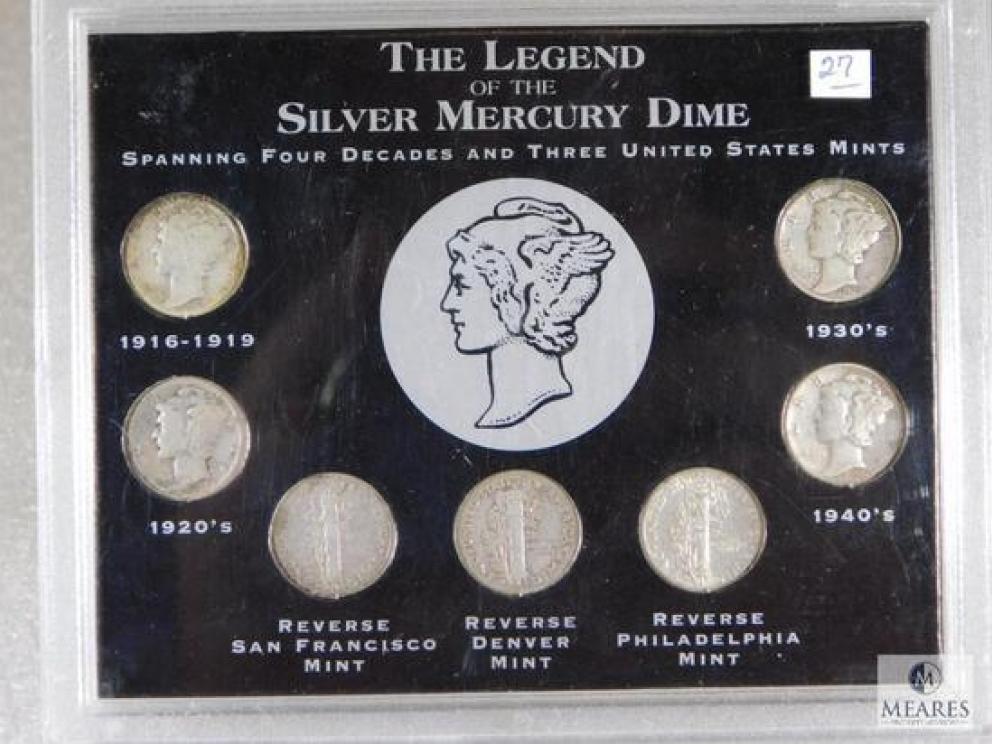 THE LEGEND
OF THE
SILVER MERCURY DIME
27
SPANNING FOUR DECADES AND THREE UNITED STATES MINTS
1916-1919
1930's
1920's
1940's
REVERSE
SAN FRANCISCO
MINT
REVERSE
DENVER
MINT
REVERSE
PHILADELPHIA
MINT
MEARES